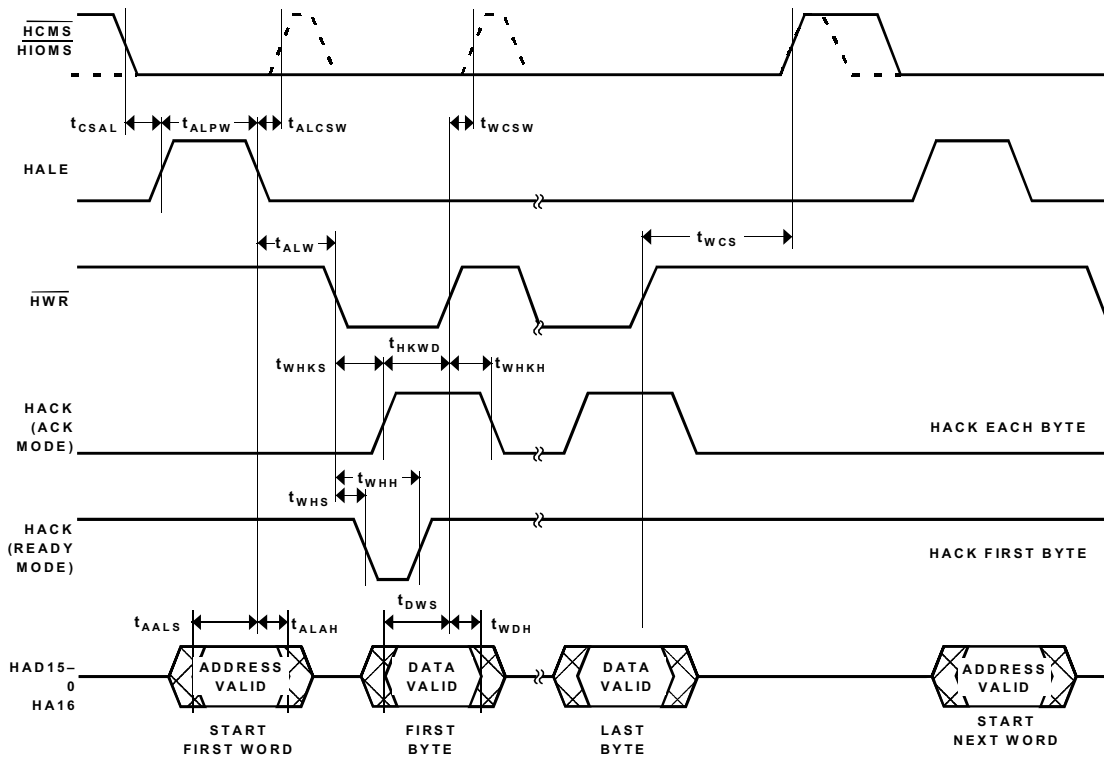 HCMS
HIOMS
tCSAL
tALPW
tALCSW
tWCSW
HALE
tALW
tWCS
HWR
tHKWD
tWHKS
tWHKH
HACK
(ACK
MODE)
HACK EACH BYTE
tWHH
tWHS
HACK
(READY
MODE)
HACK FIRST BYTE
tDWS
tAALS
tALAH
tWDH
HAD15–
0
HA16
ADDRESS
VALID
DATA
VALID
DATA
VALID
ADDRESS
VALID
START
FIRST WORD
FIRST
BYTE
LAST
BYTE
START
NEXT WORD